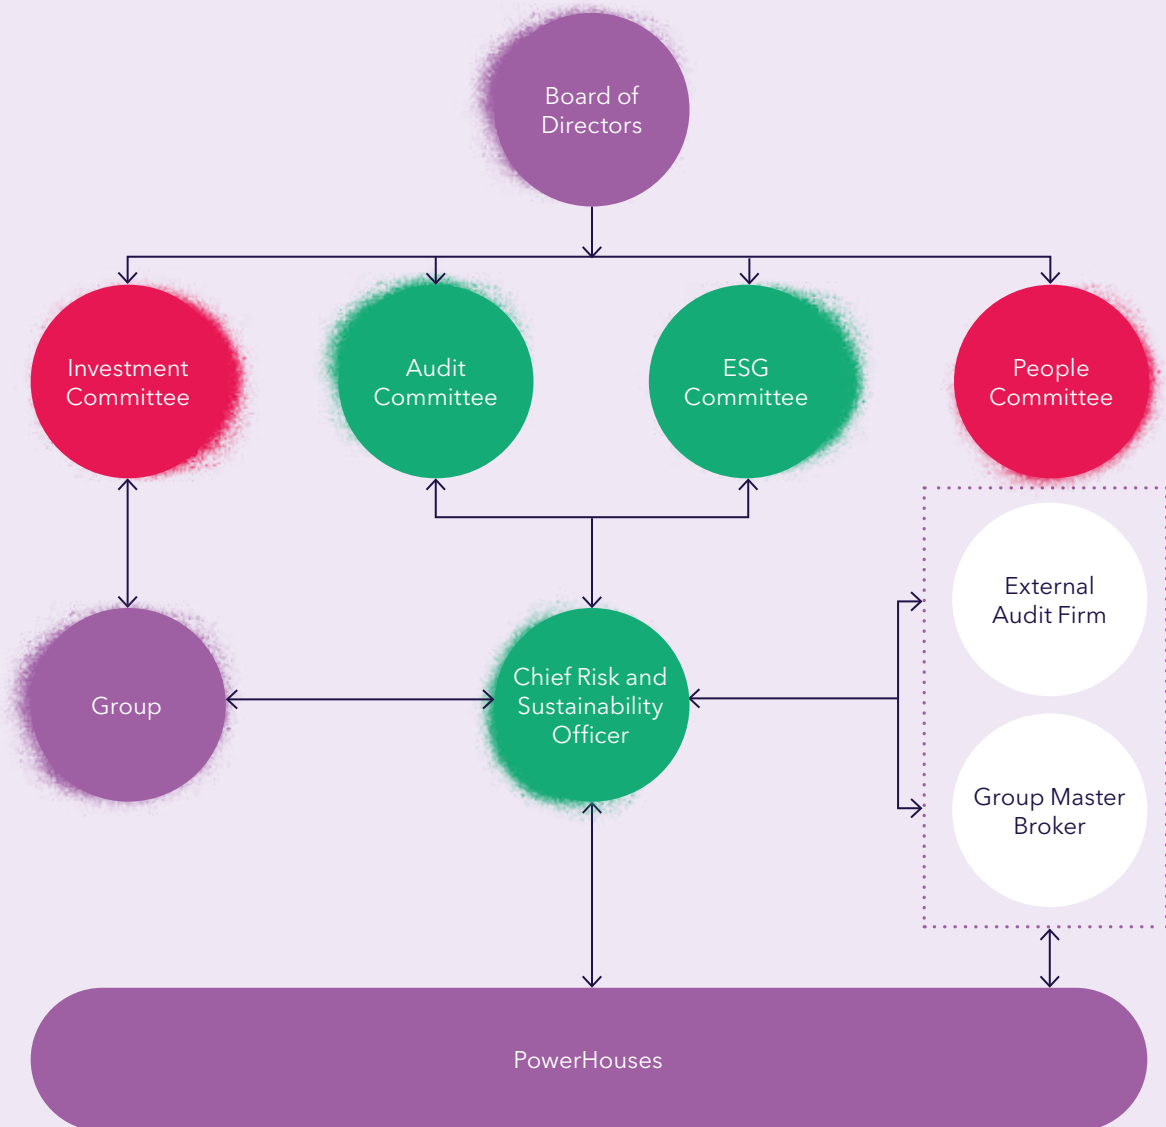 Board of
Directors
Investment
Committee
Audit
Committee
ESG
Committee
People
Committee
External
Audit Firm
Group
Chief Risk and
Sustainability
Officer
Group Master
Broker
PowerHouses